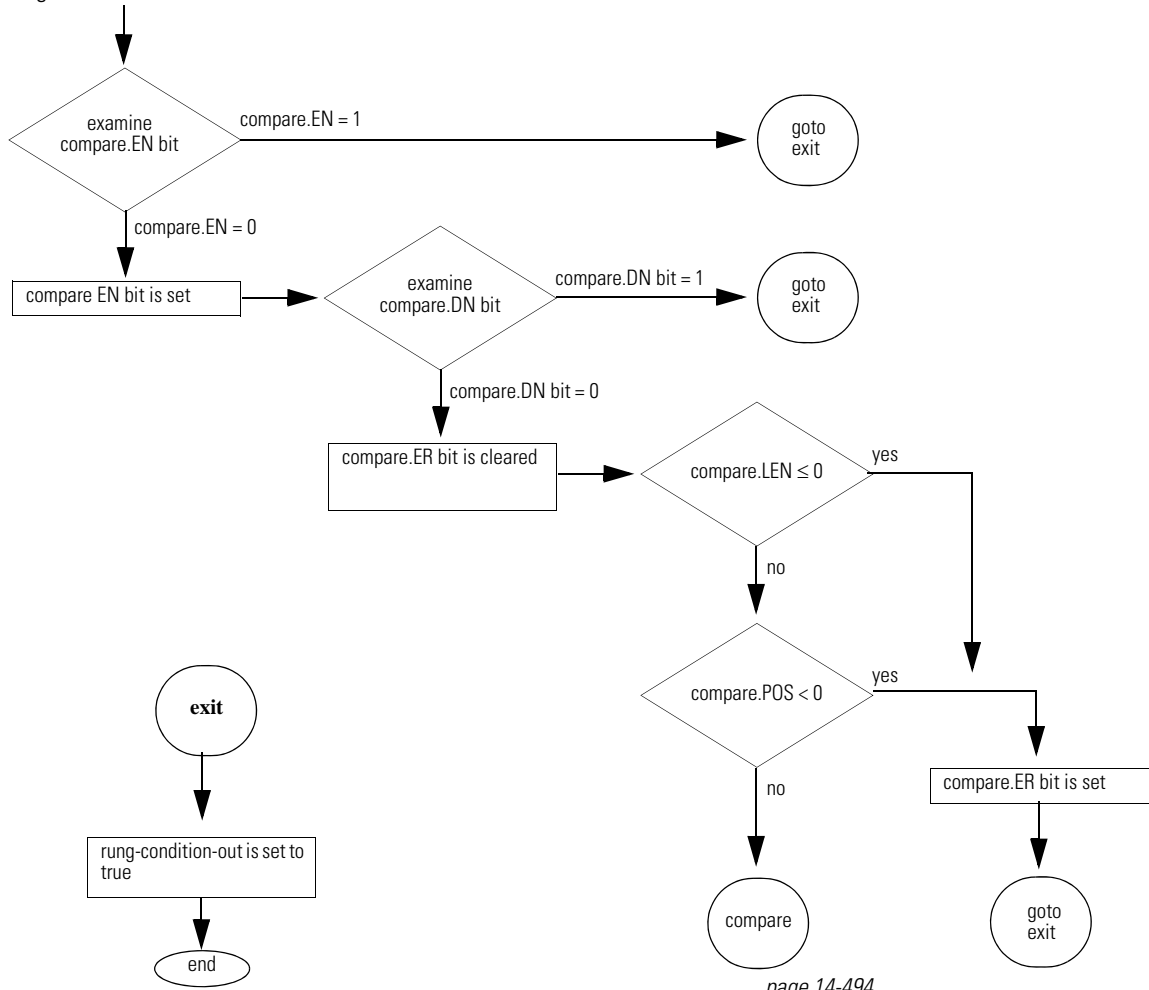 examine
compare.EN bit
compare.EN = 1
goto
exit
compare.EN = 0
compare EN bit is set
examine
compare.DN bit
compare.DN bit = 1
goto
exit
compare.DN bit = 0
compare.ER bit is cleared
compare.LEN ≤ 0
yes
no
compare.POS < 0
yes
no
compare.ER bit is set
compare
goto
exit
exit
rung-condition-out is set to
true
end
page 14-494